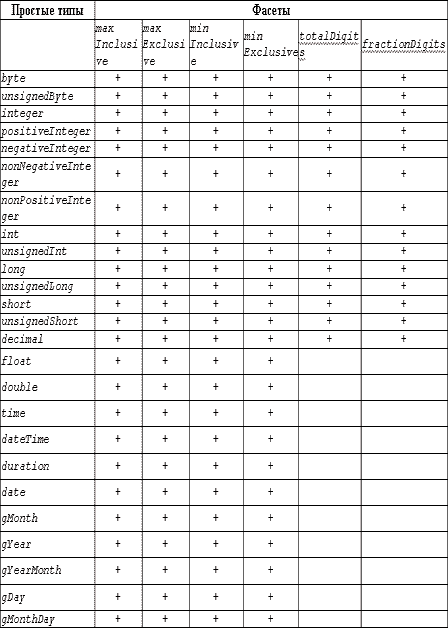 Простые типы Фасеты
max Inclusive max Exclusive min Inclusive min Exclusives totalDigits fractionDigits
byte + + + + + +
unsignedByte + + + + + +
integer + + + + + +
positiveInteger + + + + + +
negativeInteger + + + + + +
nonNegativeInteger + + + + + +
nonPositiveInteger + + + + + +
int + + + + + +
unsignedInt + + + + + +
long + + + + + +
unsignedLong + + + + + +
short + + + + + +
unsignedShort + + + + + +
decimal + + + + + +
float + + + +
double + + + +
time + + + +
dateTime + + + +
duration + + + +
date + + + +
gMonth + + + +
gYear + + + +
gYearMonth + + + +
gDay + + + +
gMonthDay + + + +